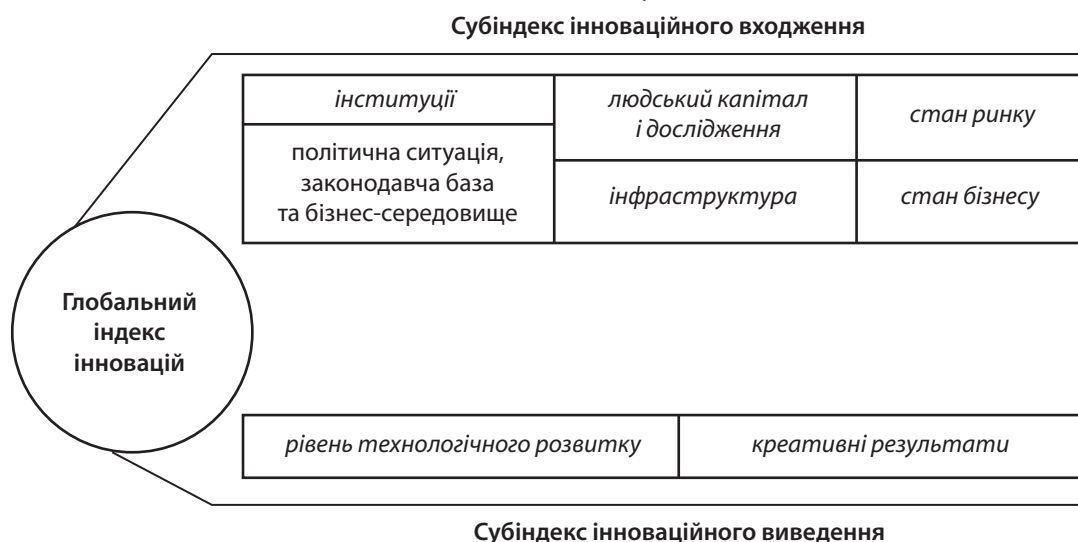 Субіндекс інноваційного входження
інституції
політична ситуація,
законодавча база
та бізнес-середовище
людський капітал
і дослідження
інфраструктура
стан ринку
стан бізнесу
Глобальний
індекс
інновацій
рівень технологічного розвитку
креативні результати
Субіндекс інноваційного виведення